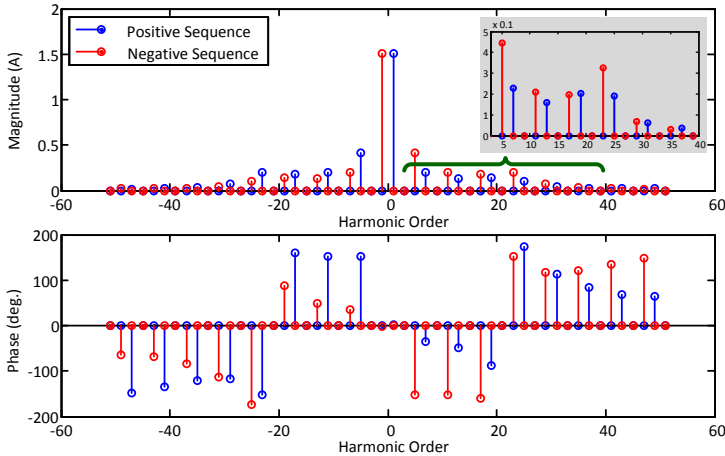 2
1.5
1
0.5
0
Magnitude (A)
Positive Sequence
Negative Sequence
x 0.1
5
4
3
2
1
0
5 10 15 20 25 30 35 40
-60 -40 -20 0 20 40 60
Harmonic Order
200
100
0
-100
-200
Phase (deg.)
-60 -40 -20 0 20 40 60
Harmonic Order